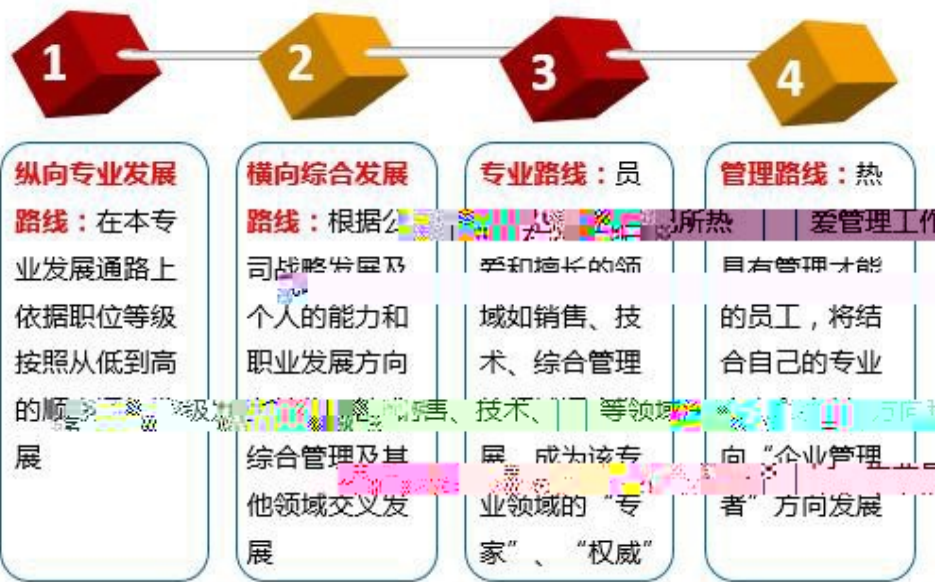 1
2
3
4
纵向专业发展
路线：在本专
业发展通路上
依据职位等级
按照从低到高
的顺
展
横向综合发展
路线：根据公
司战略发展及
个人的能力和
职业发展方向
售、技术、
综合管理及其
他领域交叉发
展
专业路线：员
所热
爱和擅长的领
域如销售、技
术、综合管理
等领域
展，成为该专
业领域的“专
家”、“权威”
管理路线：热
爱管理工作
具有管理才能
的员工，将结
合自己的专业
方向
向“企业管理
者”方向发展